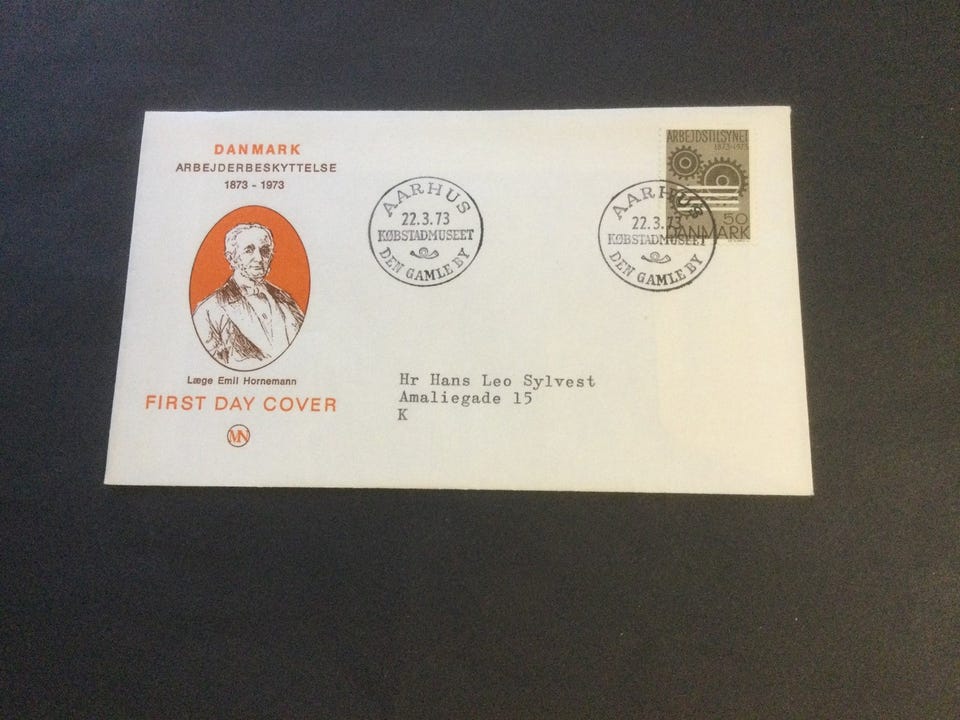 DANMARK
ARBEJDERBESKYTTELSE
1873 - 1973
Læge Emil Hornemann
FIRST DAY COVER
MN
AARHUS
22.3.73
KØBSTADMUSEET
DEN GAMLE BY
AARHUS
22.3.73
KØBSTADMUSEET
DEN GAMLE BY
ARBEJDSTILSYNET
1873-1973
50
DANMARK
Hr Hans Leo Sylvest
Amaliegade 15
K